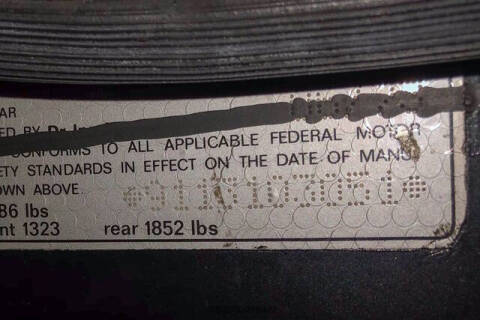 AR
ED BY Dr.
CONFORMS TO ALL APPLICABLE FEDERAL MOTOR
ETY STANDARDS IN EFFECT ON THE DATE OF MANU
OWN ABOVE
86 lbs
nt 1323 rear 1852 lbs